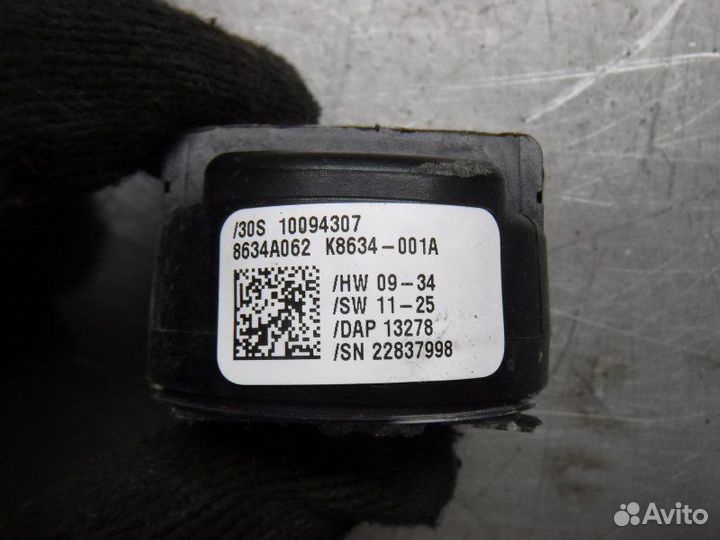 /30S 10094307
8634A062 K8634-001A
/HW 09-34
/SW 11-25
/DAP 13278
/SN 22837998
Avito